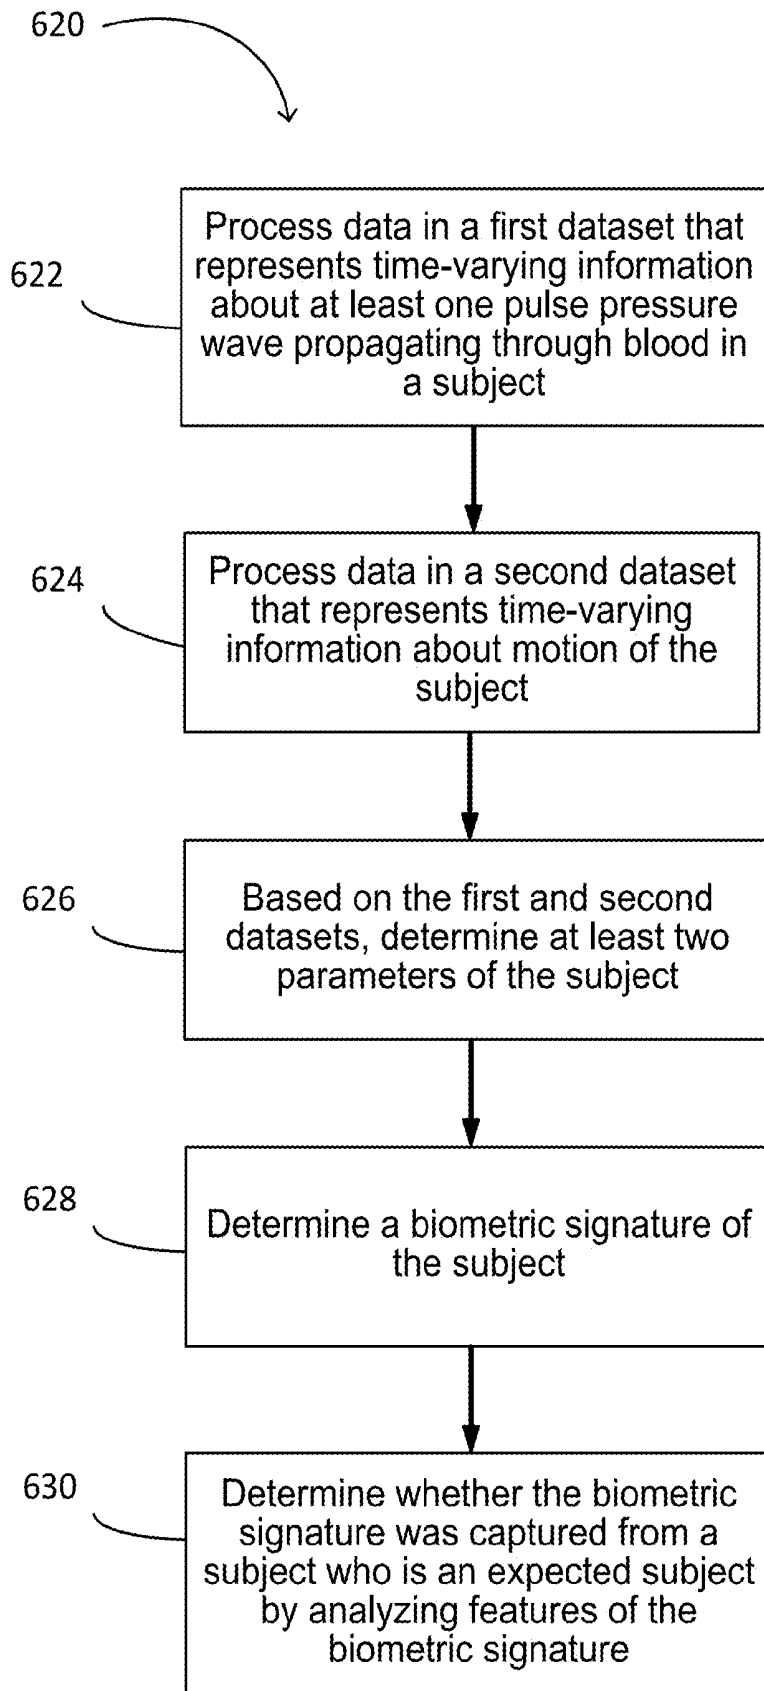 620
622
Process data in a first dataset that
represents time-varying information
about at least one pulse pressure
wave propagating through blood in
a subject
624
Process data in a second dataset
that represents time-varying
information about motion of the
subject
626
Based on the first and second
datasets, determine at least two
parameters of the subject
628
Determine a biometric signature of
the subject
630
Determine whether the biometric
signature was captured from a
subject who is an expected subject
by analyzing features of the
biometric signature